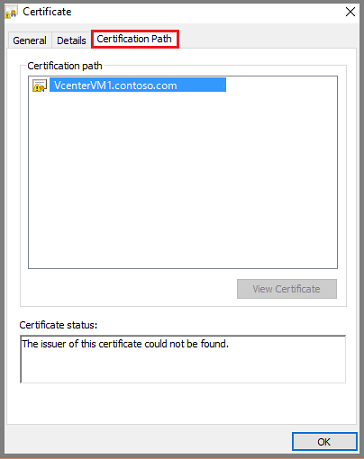 Certificate
General Details Certification Path
Certification path
VcenterVM1.contoso.com
View Certificate
Certificate status:
The issuer of this certificate could not be found.
OK